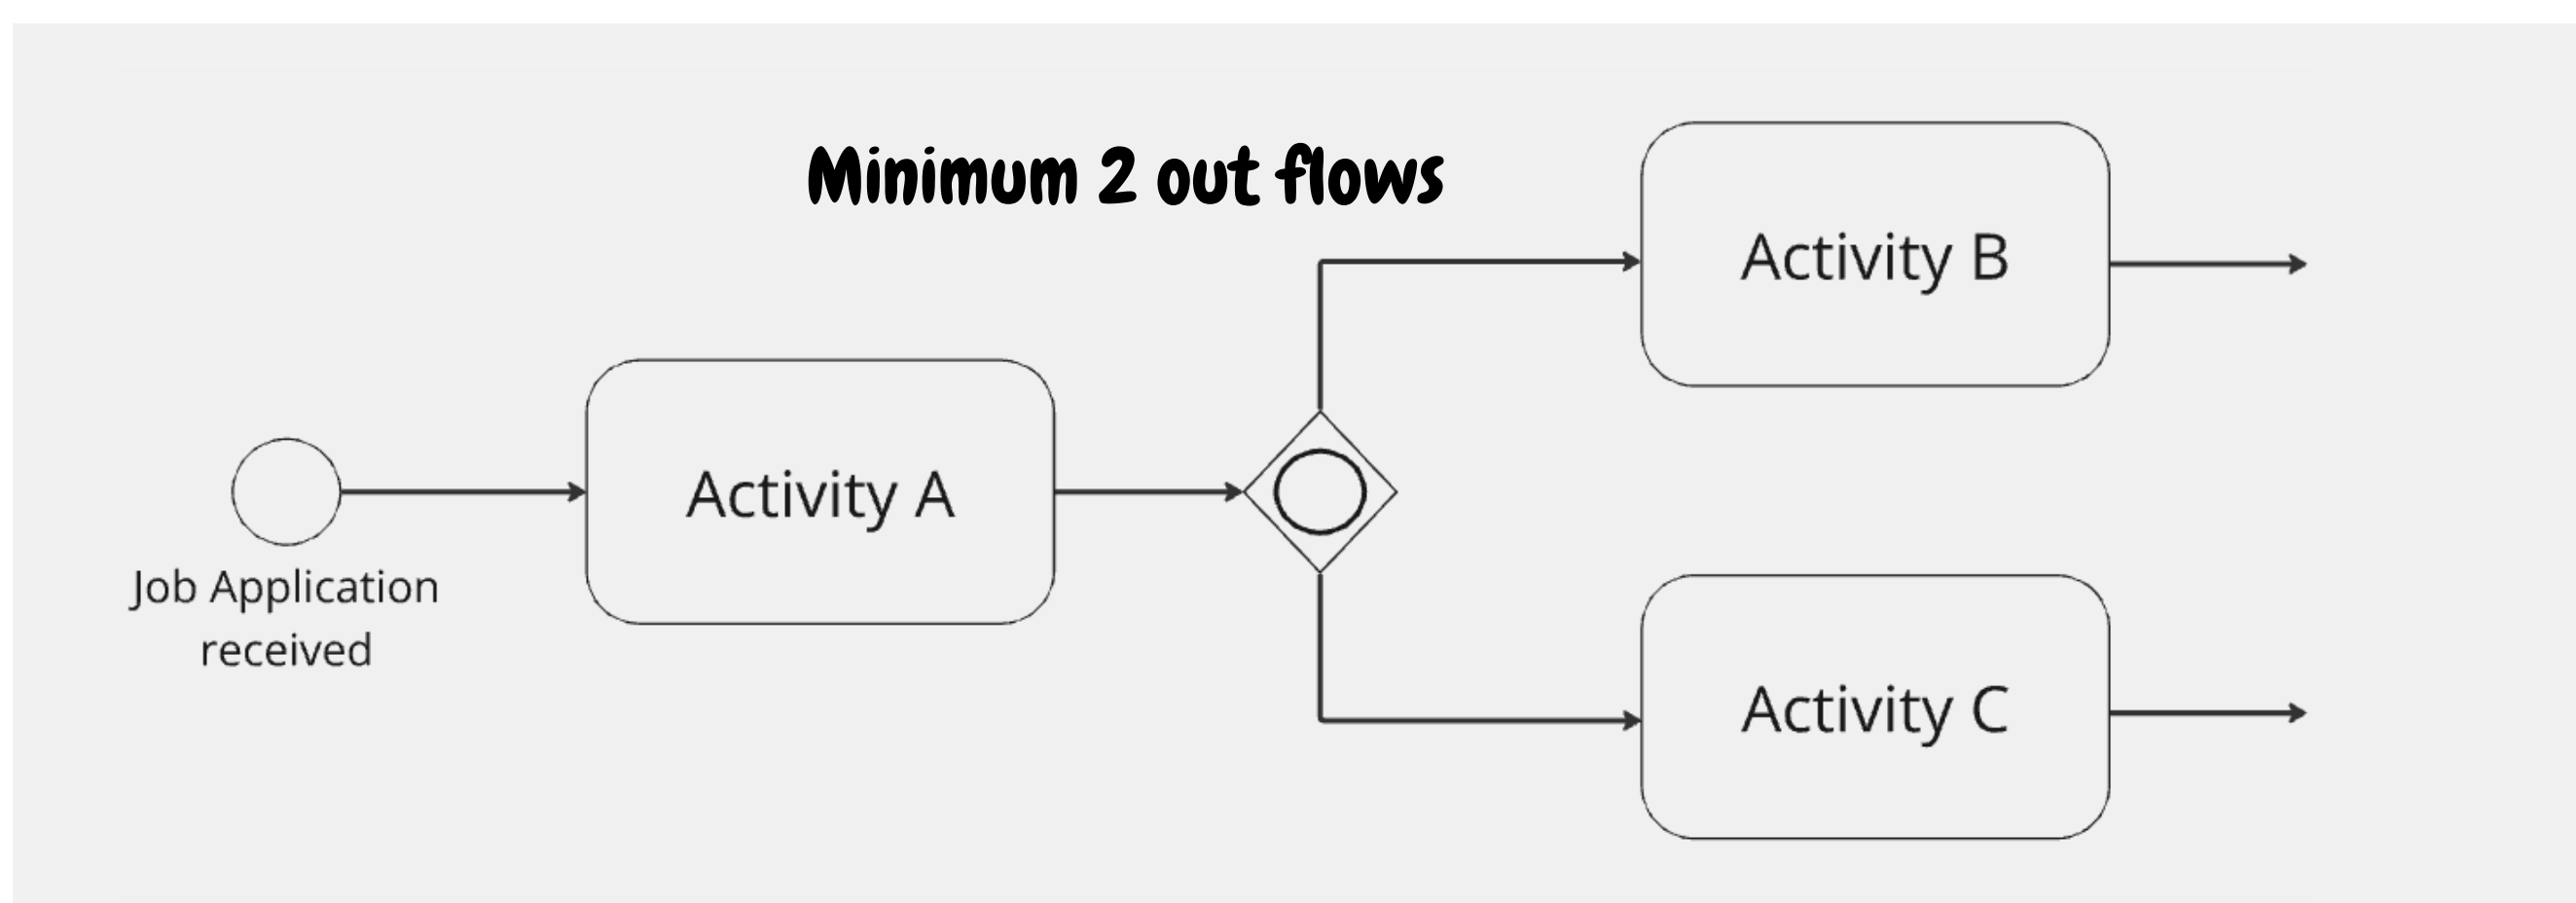 Minimum 2 out flows
Activity B
Activity A
Job Application
received
Activity C